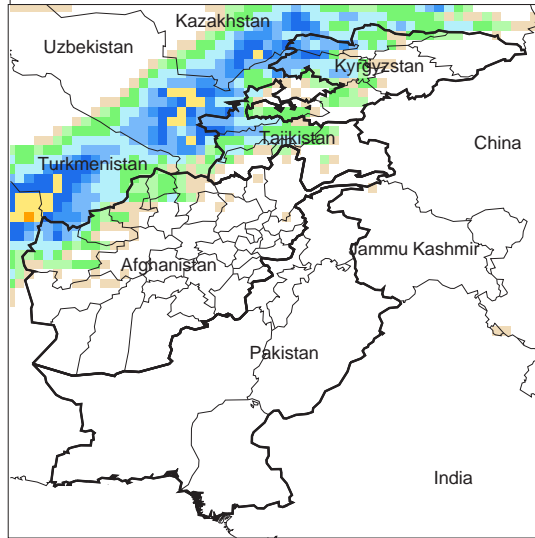 Kazakhstan
Uzbekistan
Kyrgyzstan
Tajikistan
China
Turkmenistan
Jammu Kashmir
Afghanistan
Pakistan
India